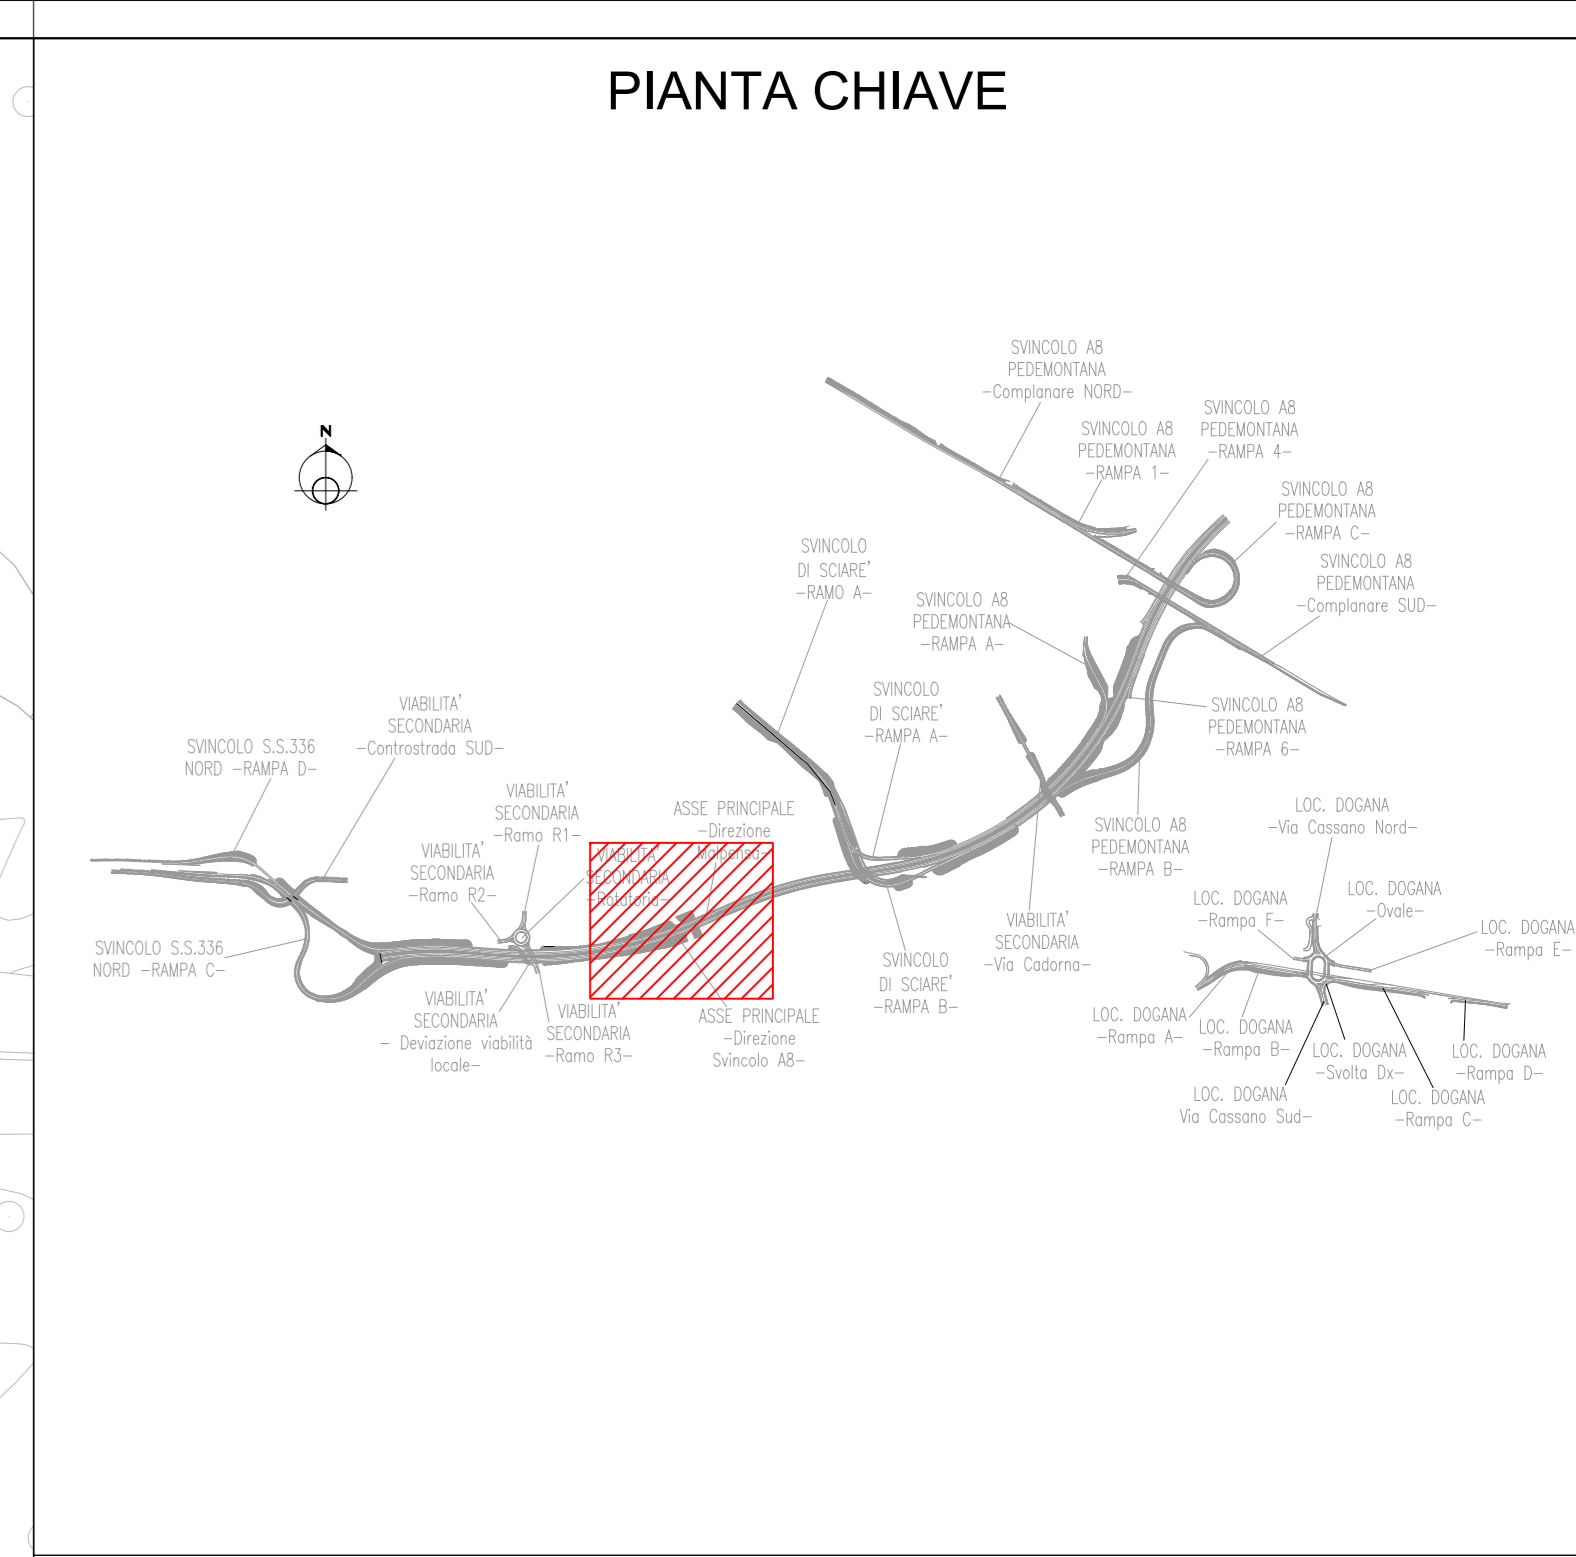 PIANTA CHIAVE
N
SVINCOLO A8
PEDEMONTANA
-Complanare NORD-
SVINCOLO A8
PEDEMONTANA
-RAMPA 1-
SVINCOLO A8
PEDEMONTANA
-RAMPA 4-
SVINCOLO A8
PEDEMONTANA
-RAMPA C-
SVINCOLO A8
PEDEMONTANA
-Complanare SUD-
SVINCOLO
DI SCIARE'
-RAMO A-
SVINCOLO A8
PEDEMONTANA
-RAMPA A-
SVINCOLO
DI SCIARE'
-RAMPA A-
SVINCOLO A8
PEDEMONTANA
-RAMPA 6-
VIABILITA'
SECONDARIA
-Controstrada SUD-
SVINCOLO S.S.336
NORD -RAMPA D-
VIABILITA'
SECONDARIA
-Ramo R1-
ASSE PRINCIPALE
-Direzione
Malpensa-
VIABILITA'
SECONDARIA
-Ramo R2-
VIABILITA'
SECONDARIA
-Rotatoria-
SVINCOLO A8
PEDEMONTANA
-RAMPA B-
LOC. DOGANA
-Via Cassano Nord-
LOC. DOGANA
-Rampa F-
LOC. DOGANA
-Ovale-
LOC. DOGANA
-Rampa E-
SVINCOLO S.S.336
NORD -RAMPA C-
VIABILITA'
SECONDARIA
- Deviazione viabilità
locale-
VIABILITA'
SECONDARIA
-Ramo R3-
ASSE PRINCIPALE
-Direzione
Svincolo A8-
SVINCOLO
DI SCIARE'
-RAMPA B-
VIABILITA'
SECONDARIA
-Via Cadorna-
LOC. DOGANA
-Rampa A-
LOC. DOGANA
-Rampa B-
LOC. DOGANA
-Svolta Dx-
LOC. DOGANA
-Rampa D-
LOC. DOGANA
Via Cassano Sud-
LOC. DOGANA
-Rampa C-